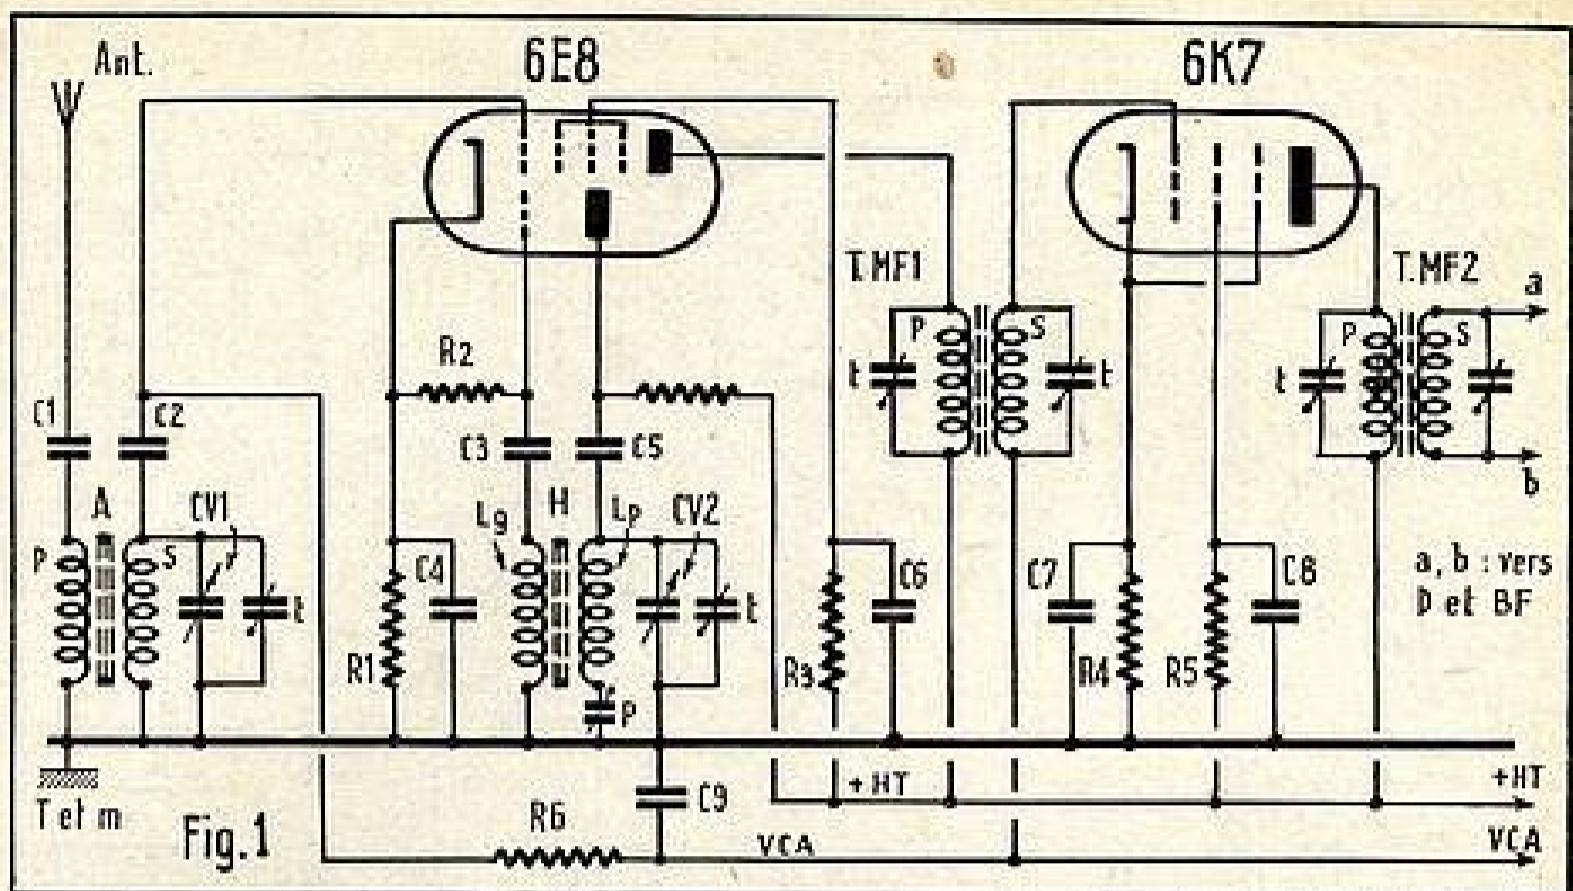 Ant.
6E8
6K7
T.MF1
T.MF2
P
S
t
t
P
S
t
a
b
R2
C1
C2
C3
C5
A
CV1
P
S
t
C4
R1
Lg
H
Lp
CV2
t
P
R3
C6
C7
R4
R5
C8
a, b : vers
D et BF
T et m
Fig.1
R6
C9
+HT
+HT
VCA
VCA